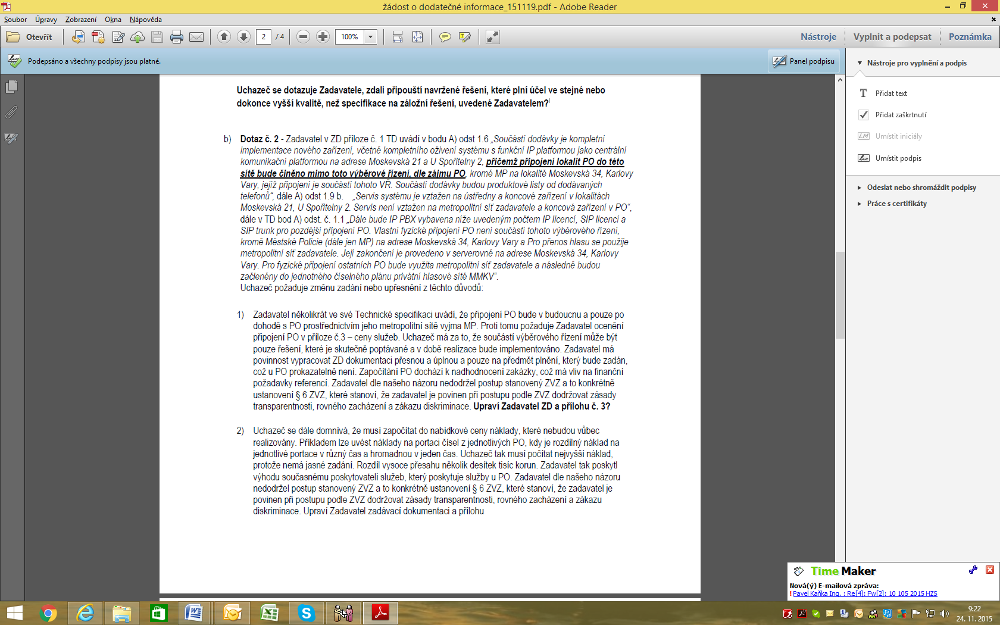 žádost o dodatečné informace_151119.pdf - Adobe Reader
Soubor Úpravy Zobrazení Okna Nápověda
Otevřít 2 / 4 100% Nástroje Vyplnit a podepsat Poznámka
Podepsáno a všechny podpisy jsou platné. Panel podpisu
Uchazeč se dotazuje Zadavatele, zdali připouští navržené řešení, které plní účel ve stejné nebo
dokonce vyšší kvalitě, než specifikace na záložní řešení, uvedené Zadavatelem?
b) Dotaz č. 2 - Zadavatel v ZD příloze č. 1 TD uvádí v bodu A) odst 1.6 „Součástí dodávky je kompletní
implementace nového zařízení, včetně kompletního oživení systému s funkční IP platformou jako centrální
komunikační platformou na adrese Moskevská 21 a U Spořitelny 2, přičemž připojení lokalit PO do této
sítě bude činěno mimo toto výběrové řízení, dle zájmu PO, kromě MP na lokalitě Moskevská 34, Karlovy
Vary, jejíž připojení je součástí tohoto VŘ. Součástí dodávky budou produktové listy od dodávaných
telefonů“, dále A) odst 1.9 b. „Servis systému je vztažen na ústředny a koncové zařízení v lokalitách
Moskevská 21, U Spořitelny 2. Servis není vztažen na metropolitní síť zadavatele a koncová zařízení v PO“,
dále v TD bod A) odst. č. 1.1 „Dále bude IP PBX vybavena níže uvedeným počtem IP licencí, SIP licencí a
SIP trunk pro pozdější připojení PO. Vlastní fyzické připojení PO není součástí tohoto výběrového řízení,
kromě Městské Policie (dále jen MP) na adrese Moskevská 34, Karlovy Vary a Pro přenos hlasu se použije
metropolitní síť zadavatele. Její zakončení je provedeno v serverovně na adrese Moskevská 34, Karlovy
Vary. Pro fyzické připojení ostatních PO bude využita metropolitní síť zadavatele a následně budou
začleněny do jednotného číselného plánu privátní hlasové sítě MMKV“.
Uchazeč požaduje změnu zadání nebo upřesnění z těchto důvodů:
1) Zadavatel několikrát ve své Technické specifikaci uvádí, že připojení PO bude v budoucnu a pouze po
dohodě s PO prostřednictvím jeho metropolitní sítě vyjma MP. Proti tomu požaduje Zadavatel ocenění
připojení PO v příloze č.3 – ceny služeb. Uchazeč má za to, že součástí výběrového řízení může být
pouze řešení, které je skutečně poptávané a v době realizace bude implementováno. Zadavatel má
povinnost vypracovat ZD dokumentaci přesnou a úplnou a pouze na předmět plnění, který bude zadán,
což u PO prokazatelně není. Započítání PO dochází k nadhodnocení zakázky, což má vliv na finanční
požadavky referencí. Zadavatel dle našeho názoru nedodržel postup stanovený ZVZ a to konkrétně
ustanovení § 6 ZVZ, které stanoví, že zadavatel je povinen při postupu podle ZVZ dodržovat zásady
transparentnosti, rovného zacházení a zákazu diskriminace. Upraví Zadavatel ZD a přílohu č. 3?
2) Uchazeč se dále domnívá, že musí započítat do nabídkové ceny náklady, které nebudou vůbec
realizovány. Příkladem lze uvést náklady na portaci čísel z jednotlivých PO, kdy je rozdílný náklad na
jednotlivé portace v různý čas a hromadnou v jeden čas. Uchazeč tak musí počítat nejvyšší náklad,
protože nemá jasné zadání. Rozdíl vysoce přesahu několik desítek tisíc korun. Zadavatel tak poskytl
výhodu současnému poskytovateli služeb, který poskytuje služby u PO. Zadavatel dle našeho názoru
nedodržel postup stanovený ZVZ a to konkrétně ustanovení § 6 ZVZ, které stanoví, že zadavatel je
povinen při postupu podle ZVZ dodržovat zásady transparentnosti, rovného zacházení a zákazu
diskriminace. Upraví Zadavatel zadávací dokumentaci a přílohu
Nástroje pro vyplnění a podpis
Přidat text
Přidat zaškrtnutí
Umístit iniciály
Umístit podpis
Odeslat nebo shromáždit podpisy
Práce s certifikáty
Time Maker
Nová(ý) E-mailová zpráva:
! Pavel Kaňka Ing. : Re[4]: Fw[2]: 10 105 2015 HZS
9:22
24. 11. 2015